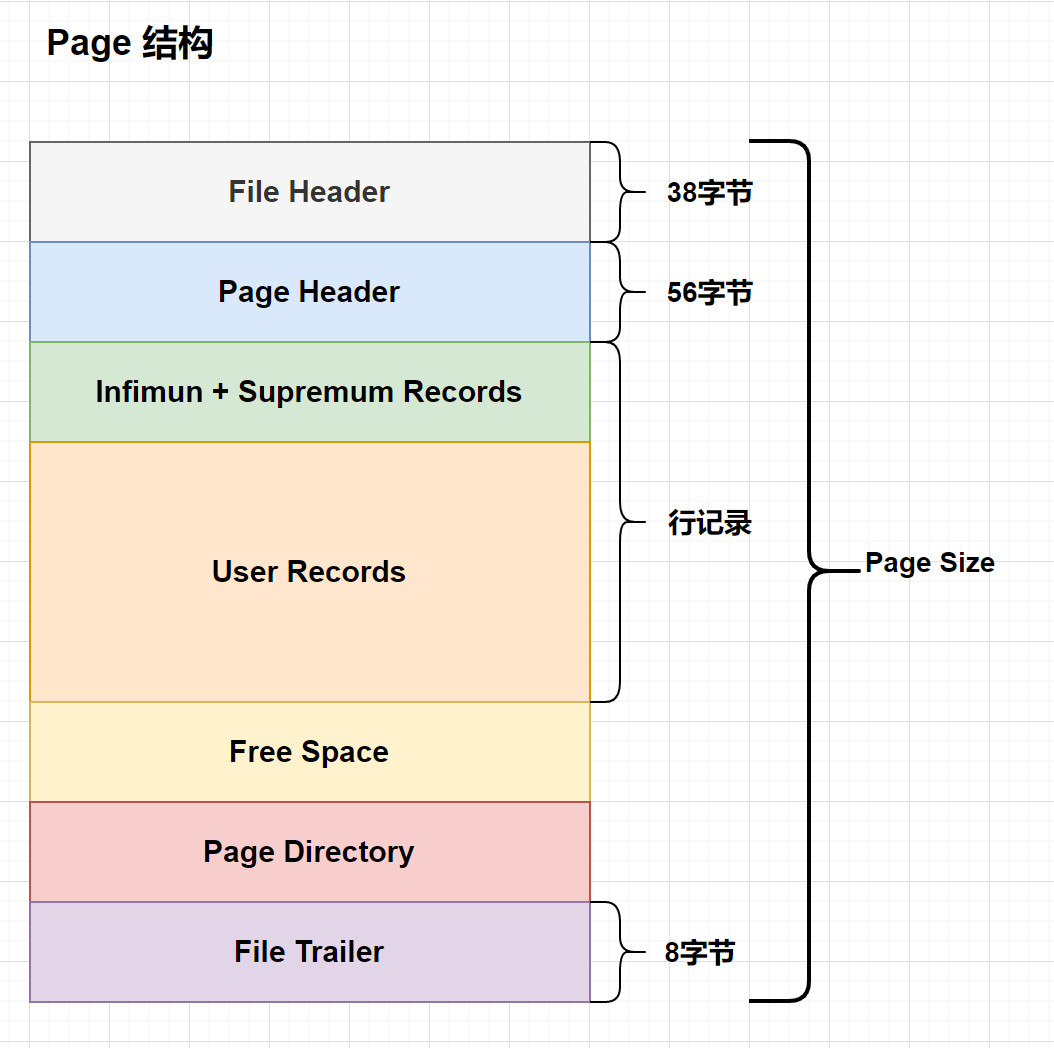 Page 结构
File Header
38字节
Page Header
56字节
Infimun + Supremum Records
User Records
行记录
Page Size
Free Space
Page Directory
File Trailer
8字节